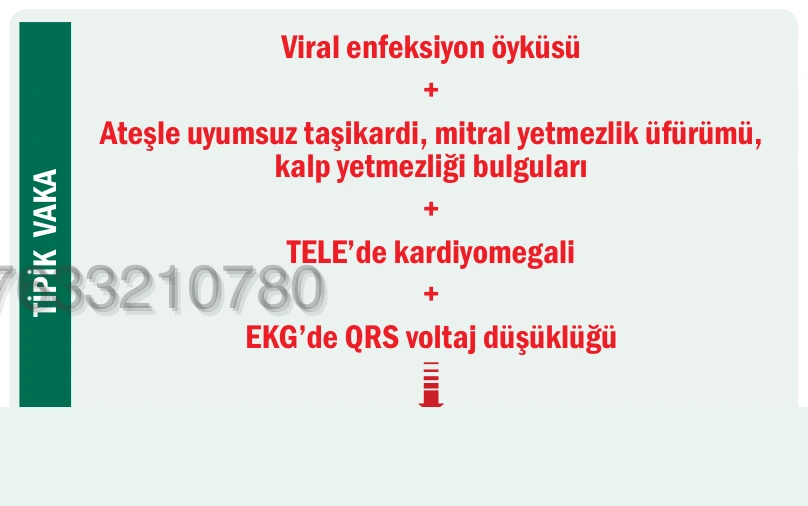 Viral enfeksiyon öyküsü
+
Ateşle uyumsuz taşikardi, mitral yetmezlik üfürümü,
kalp yetmezliği bulguları
+
TELE’de kardiyomegali
+
EKG’de QRS voltaj düşüklüğü
TİPİK VAKA
33210780